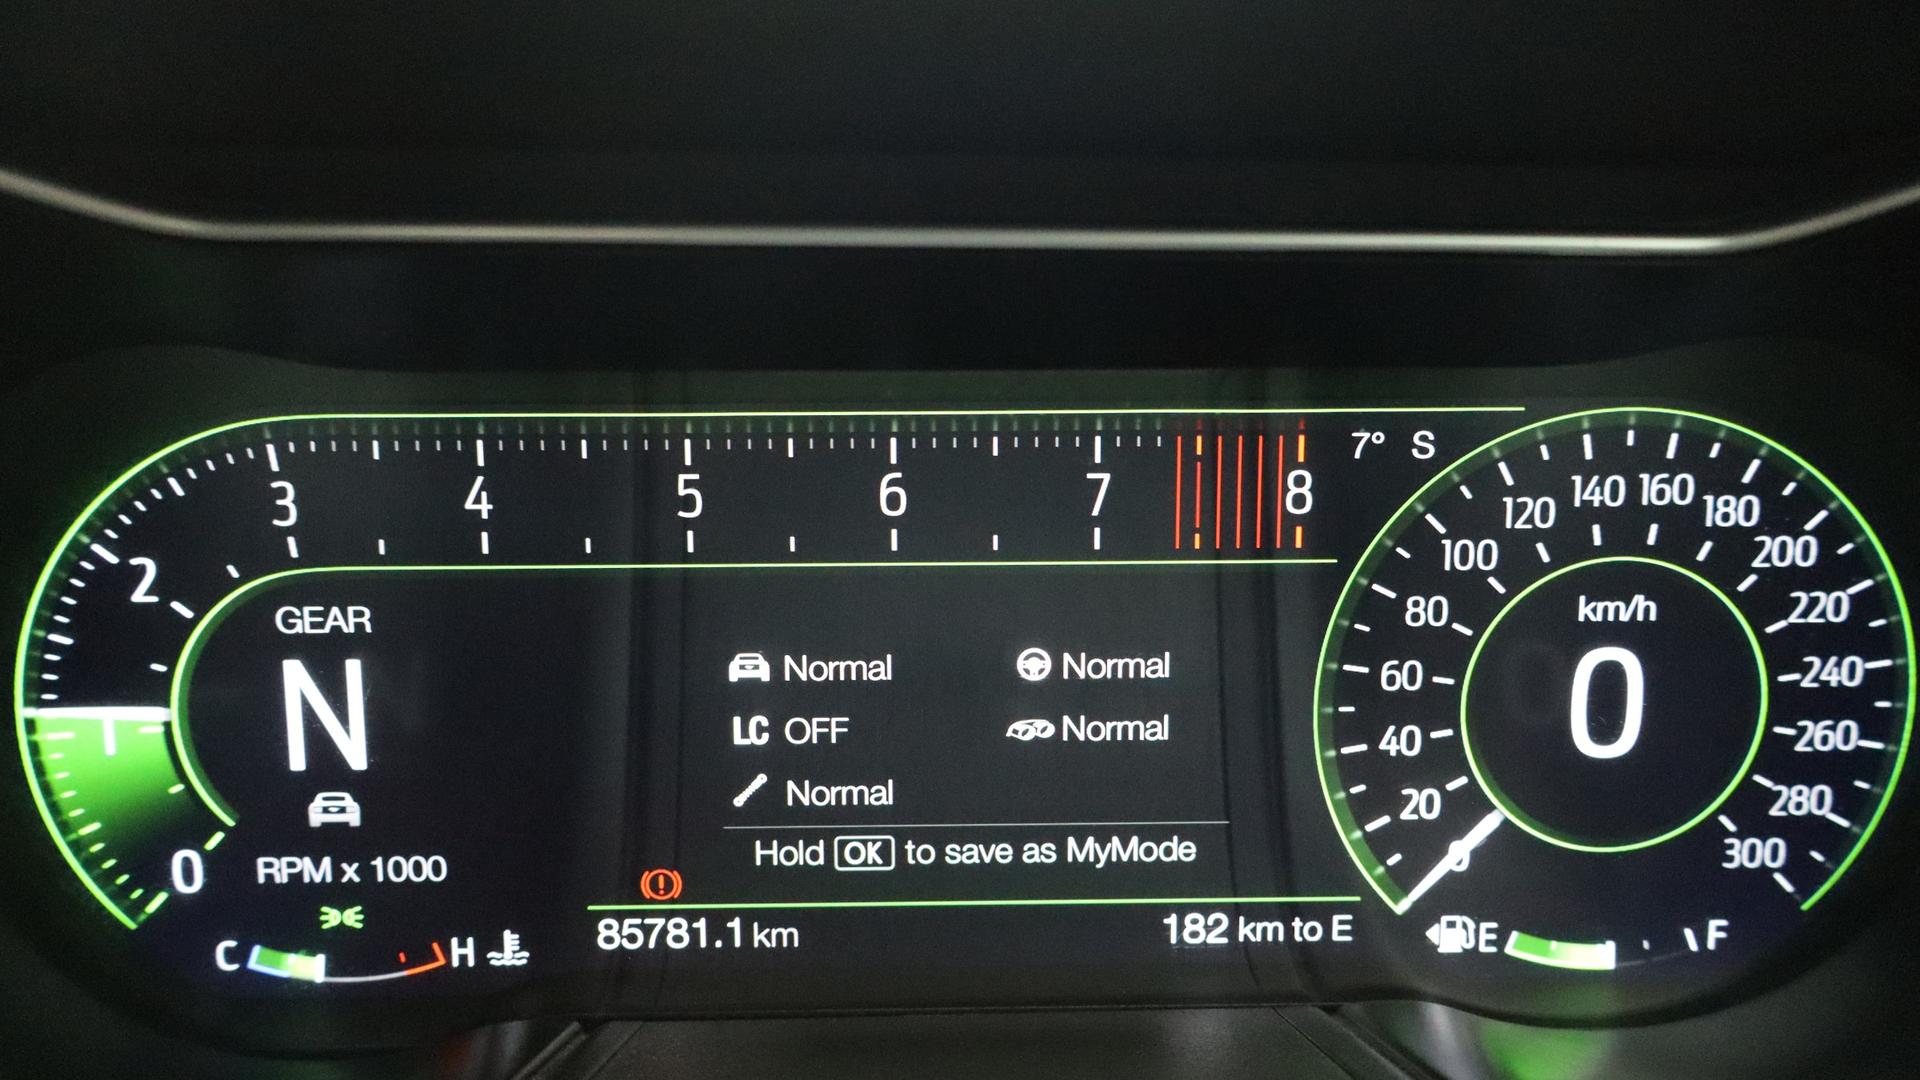 3 4 5 6 7 8
2
0
7° S
GEAR
N
RPM x 1000
C H
Normal
Normal
LC OFF
Normal
Normal
Hold OK to save as MyMode
85781.1 km
182 km to E
0 20 40 60 80 100 120 140 160 180 200 220 240 260 280 300
km/h
0
E F